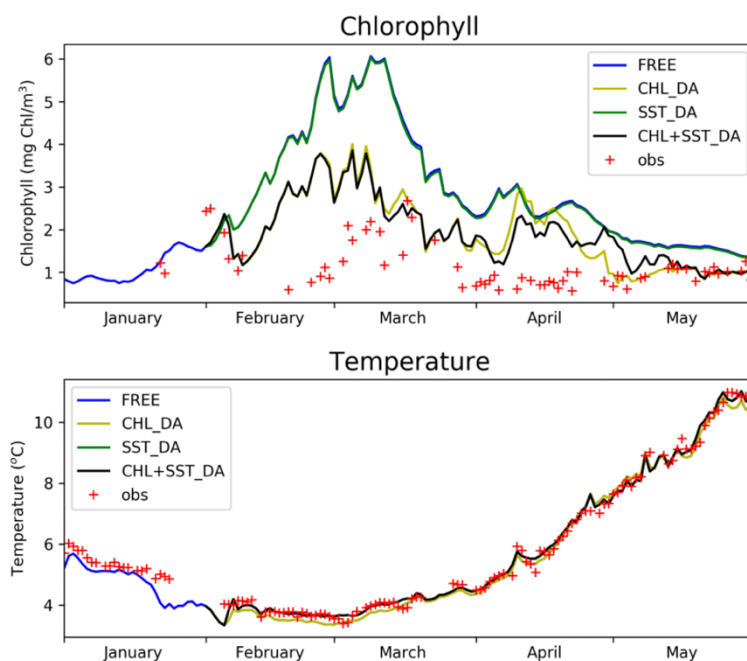 Chlorophyll
Chlorophyll (mg Chl/m³)
6
5
4
3
2
1
FREE
CHL_DA
SST_DA
CHL+SST_DA
obs
January February March April May
Temperature
Temperature (°C)
10
8
6
4
FREE
CHL_DA
SST_DA
CHL+SST_DA
obs
January February March April May